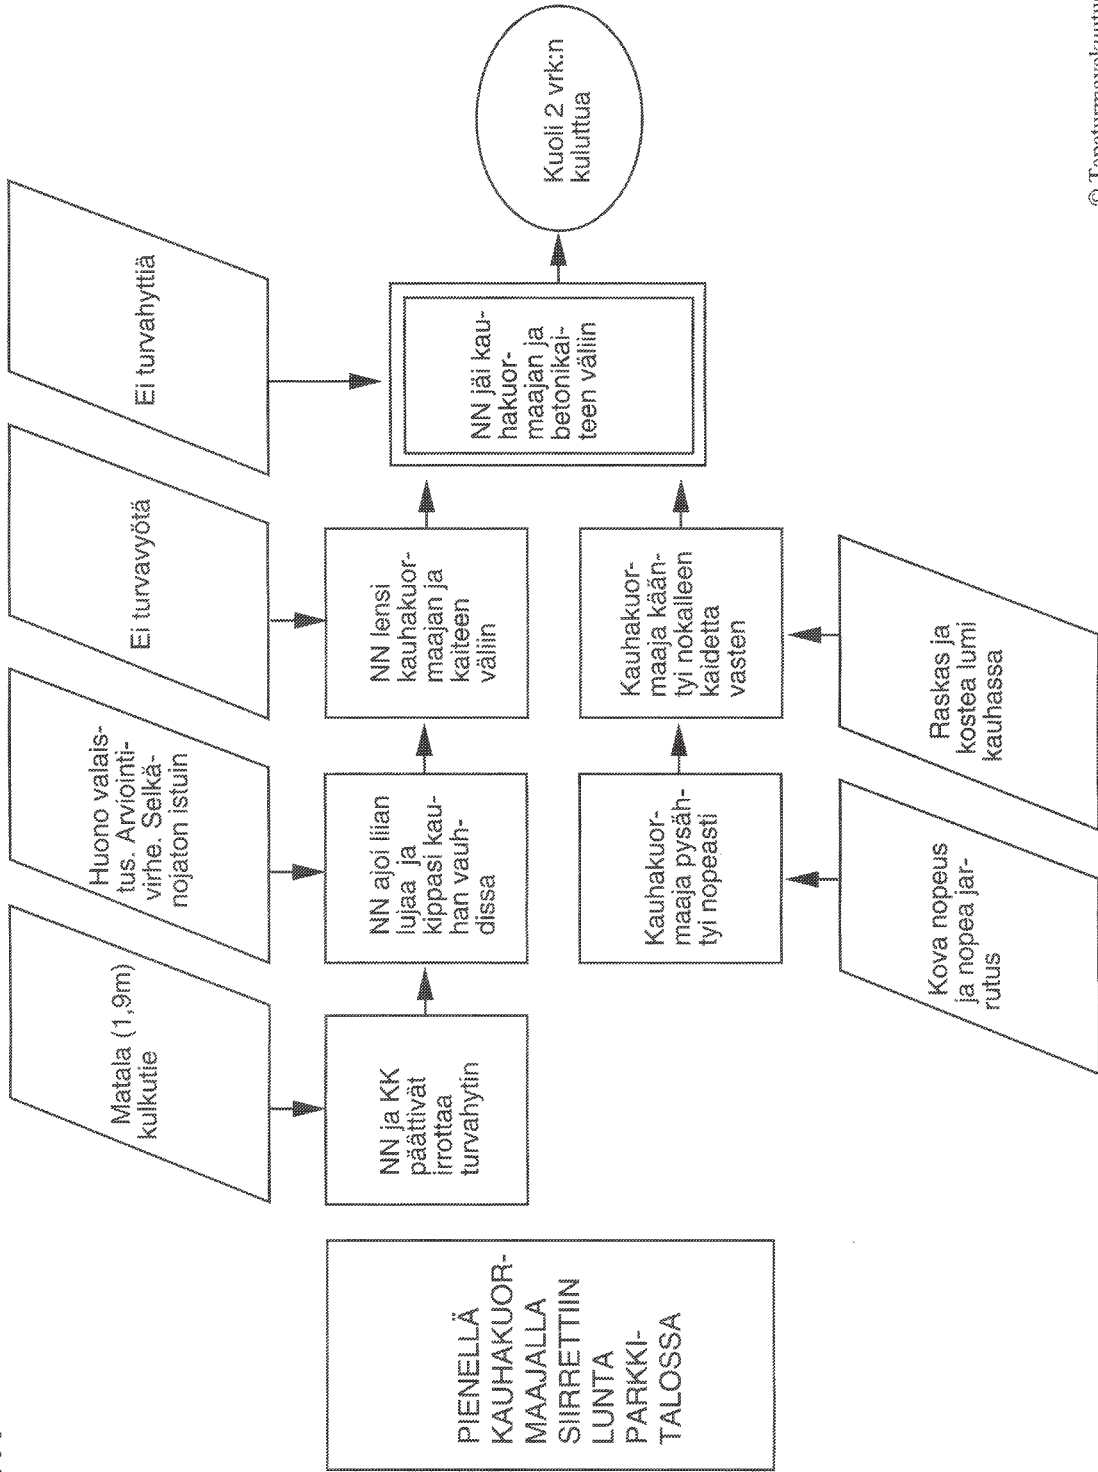 PIENELLÄ
KAUHAKUOR-
MAAJALLA
SIIRRETTIIN
LUNTA
PARKKI-
TALOSSA
Matala (1,9m)
kulkutie
NN ja KK
päättivät
irrottaa
turvahytin
Huono valais-
tus. Arviointi-
virhe. Selkä-
nojaton istuin
NN ajoi liian
lujaa ja
kippasi kau-
han vauh-
dissa
Ei turvavyötä
NN lensi
kauhakuor-
maajan ja
kaiteen
väliin
Ei turvahyttiä
NN jäi kau-
hakuor-
maajan ja
betonikai-
teen väliin
Kuoli 2 vrk:n
kuluttua
Kauhakuor-
maaja pysäh-
tyi nopeasti
Kauhakuor-
maaja kään-
tyi nokalleen
kaidetta
vasten
Kova nopeus
ja nopea jar-
rutus
Raskas ja
kostea lumi
kauhassa